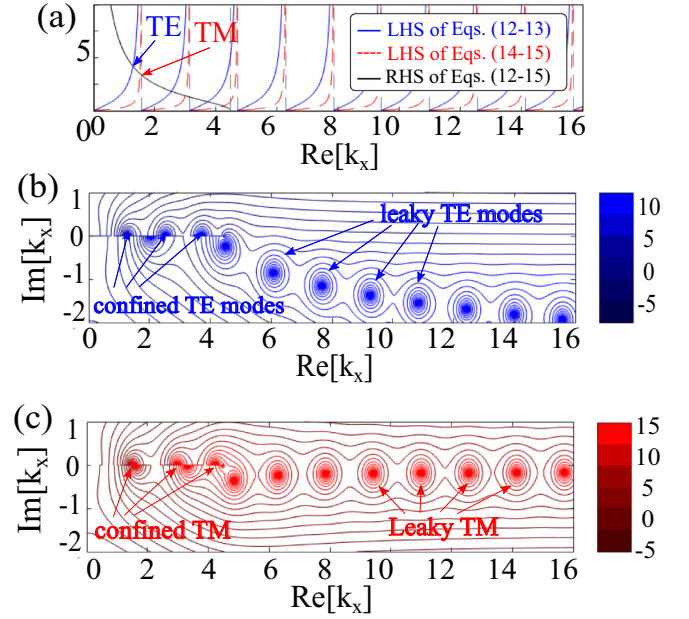 (a)
TE
TM
LHS of Eqs. (12-13)
LHS of Eqs. (14-15)
RHS of Eqs. (12-15)
5
0
0 2 4 6 8 10 12 14 16
Re[kₓ]
(b)
leaky TE modes
confined TE modes
Im[kₓ]
1
0
-1
-2
0 2 4 6 8 10 12 14 16
Re[kₓ]
10
5
0
-5
(c)
confined TM
Leaky TM
Im[kₓ]
1
0
-1
-2
0 2 4 6 8 10 12 14 16
Re[kₓ]
15
10
5
0
-5